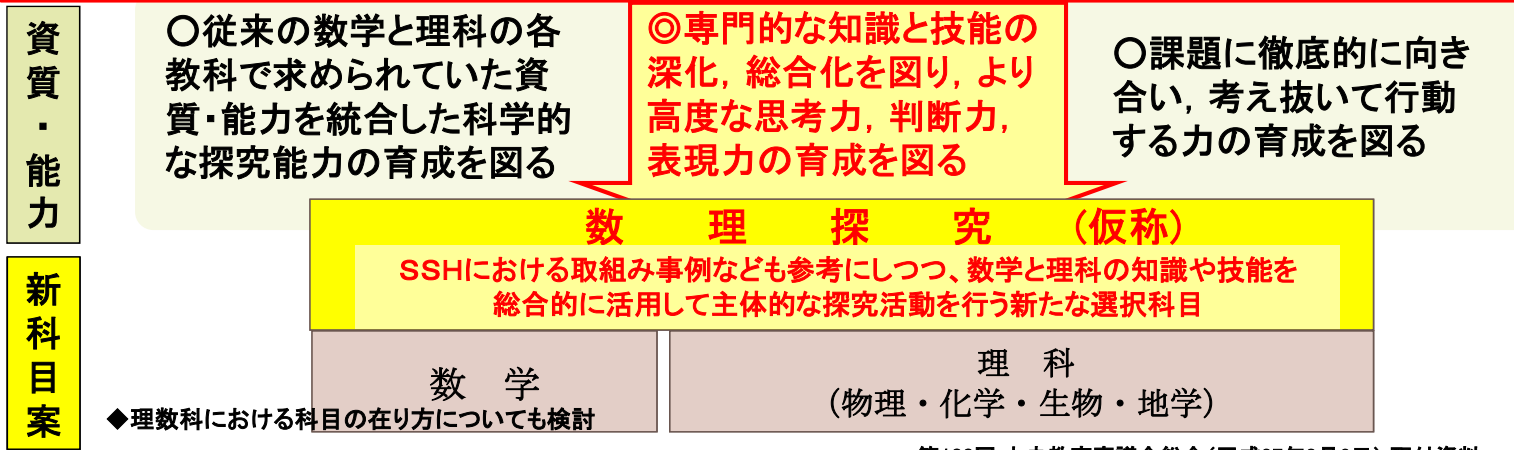 資質・能力
〇従来の数学と理科の各
教科で求められていた資
質・能力を統合した科学的
な探究能力の育成を図る
◎専門的な知識と技能の
深化，総合化を図り，より
高度な思考力，判断力，
表現力の育成を図る
〇課題に徹底的に向き
合い，考え抜いて行動
する力の育成を図る
新科目案
数　理　探　究　（仮称）
ＳＳＨにおける取組み事例なども参考にしつつ、数学と理科の知識や技能を
総合的に活用して主体的な探究活動を行う新たな選択科目
数　学
理　科
（物理・化学・生物・地学）
◆理数科における科目の在り方についても検討